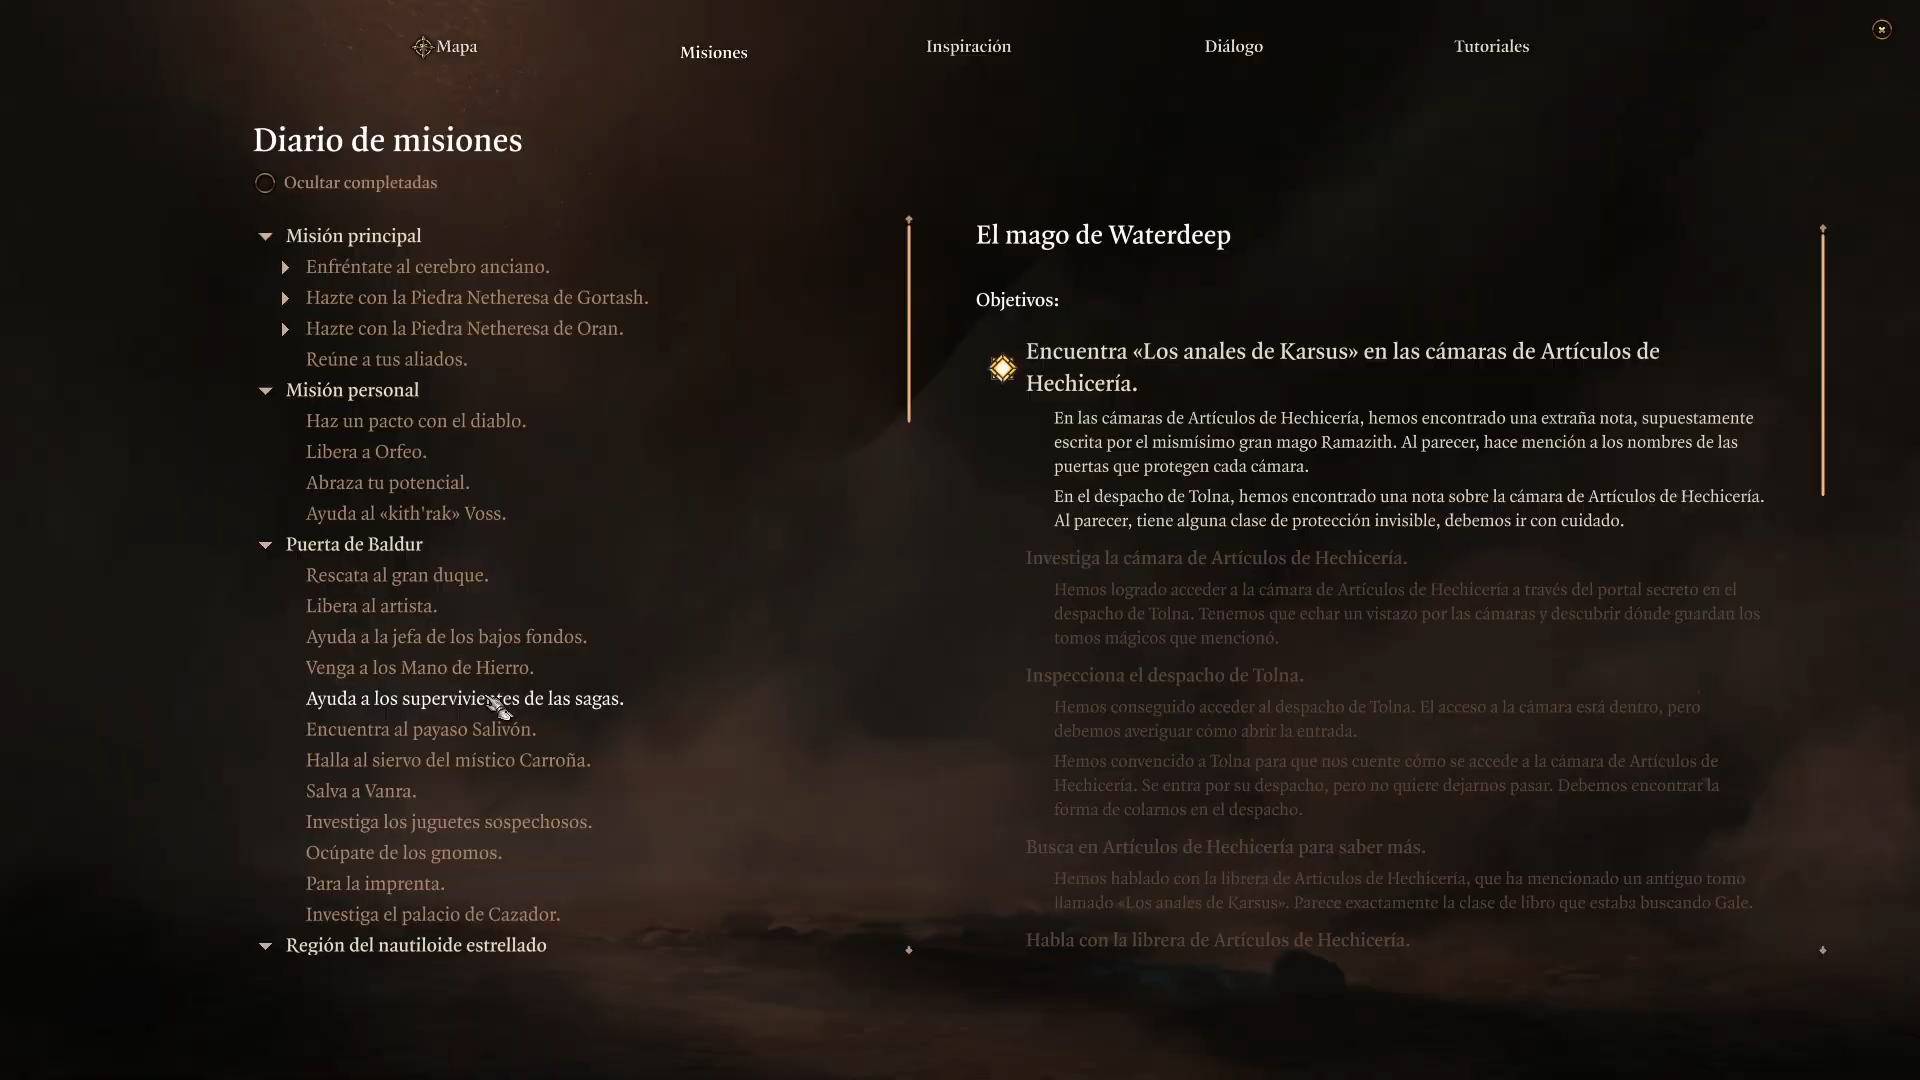 Mapa
Misiones
Inspiración
Diálogo
Tutoriales
Diario de misiones
Ocultar completadas
Misión principal
Enfréntate al cerebro anciano.
Hazte con la Piedra Netheresa de Gortash.
Hazte con la Piedra Netheresa de Oran.
Reúne a tus aliados.
Misión personal
Haz un pacto con el diablo.
Libera a Orfeo.
Abraza tu potencial.
Ayuda al «kith'rak» Voss.
Puerta de Baldur
Rescata al gran duque.
Libera al artista.
Ayuda a la jefa de los bajos fondos.
Venga a los Mano de Hierro.
Ayuda a los supervivientes de las sagas.
Encuentra al payaso Salivón.
Halla al siervo del místico Carroña.
Salva a Vanra.
Investiga los juguetes sospechosos.
Ocúpate de los gnomos.
Para la imprenta.
Investiga el palacio de Cazador.
Región del nautiloide estrellado
El mago de Waterdeep
Objetivos:
Encuentra «Los anales de Karsus» en las cámaras de Artículos de
Hechicería.
En las cámaras de Artículos de Hechicería, hemos encontrado una extraña nota, supuestamente
escrita por el mismísimo gran mago Ramazith. Al parecer, hace mención a los nombres de las
puertas que protegen cada cámara.
En el despacho de Tolna, hemos encontrado una nota sobre la cámara de Artículos de Hechicería.
Al parecer, tiene alguna clase de protección invisible, debemos ir con cuidado.
Investiga la cámara de Artículos de Hechicería.
Hemos logrado acceder a la cámara de Artículos de Hechicería a través del portal secreto en el
despacho de Tolna. Tenemos que echar un vistazo por las cámaras y descubrir dónde guardan los
tomos mágicos que mencionó.
Inspecciona el despacho de Tolna.
Hemos conseguido acceder al despacho de Tolna. El acceso a la cámara está dentro, pero
debemos averiguar cómo abrir la entrada.
Hemos convencido a Tolna para que nos cuente cómo se accede a la cámara de Artículos de
Hechicería. Se entra por su despacho, pero no quiere dejarnos pasar. Debemos encontrar la
forma de colarnos en el despacho.
Busca en Artículos de Hechicería para saber más.
Hemos hablado con la librera de Artículos de Hechicería, que ha mencionado un antiguo tomo
llamado «Los anales de Karsus». Parece exactamente la clase de libro que estaba buscando Gale.
Habla con la librera de Artículos de Hechicería.